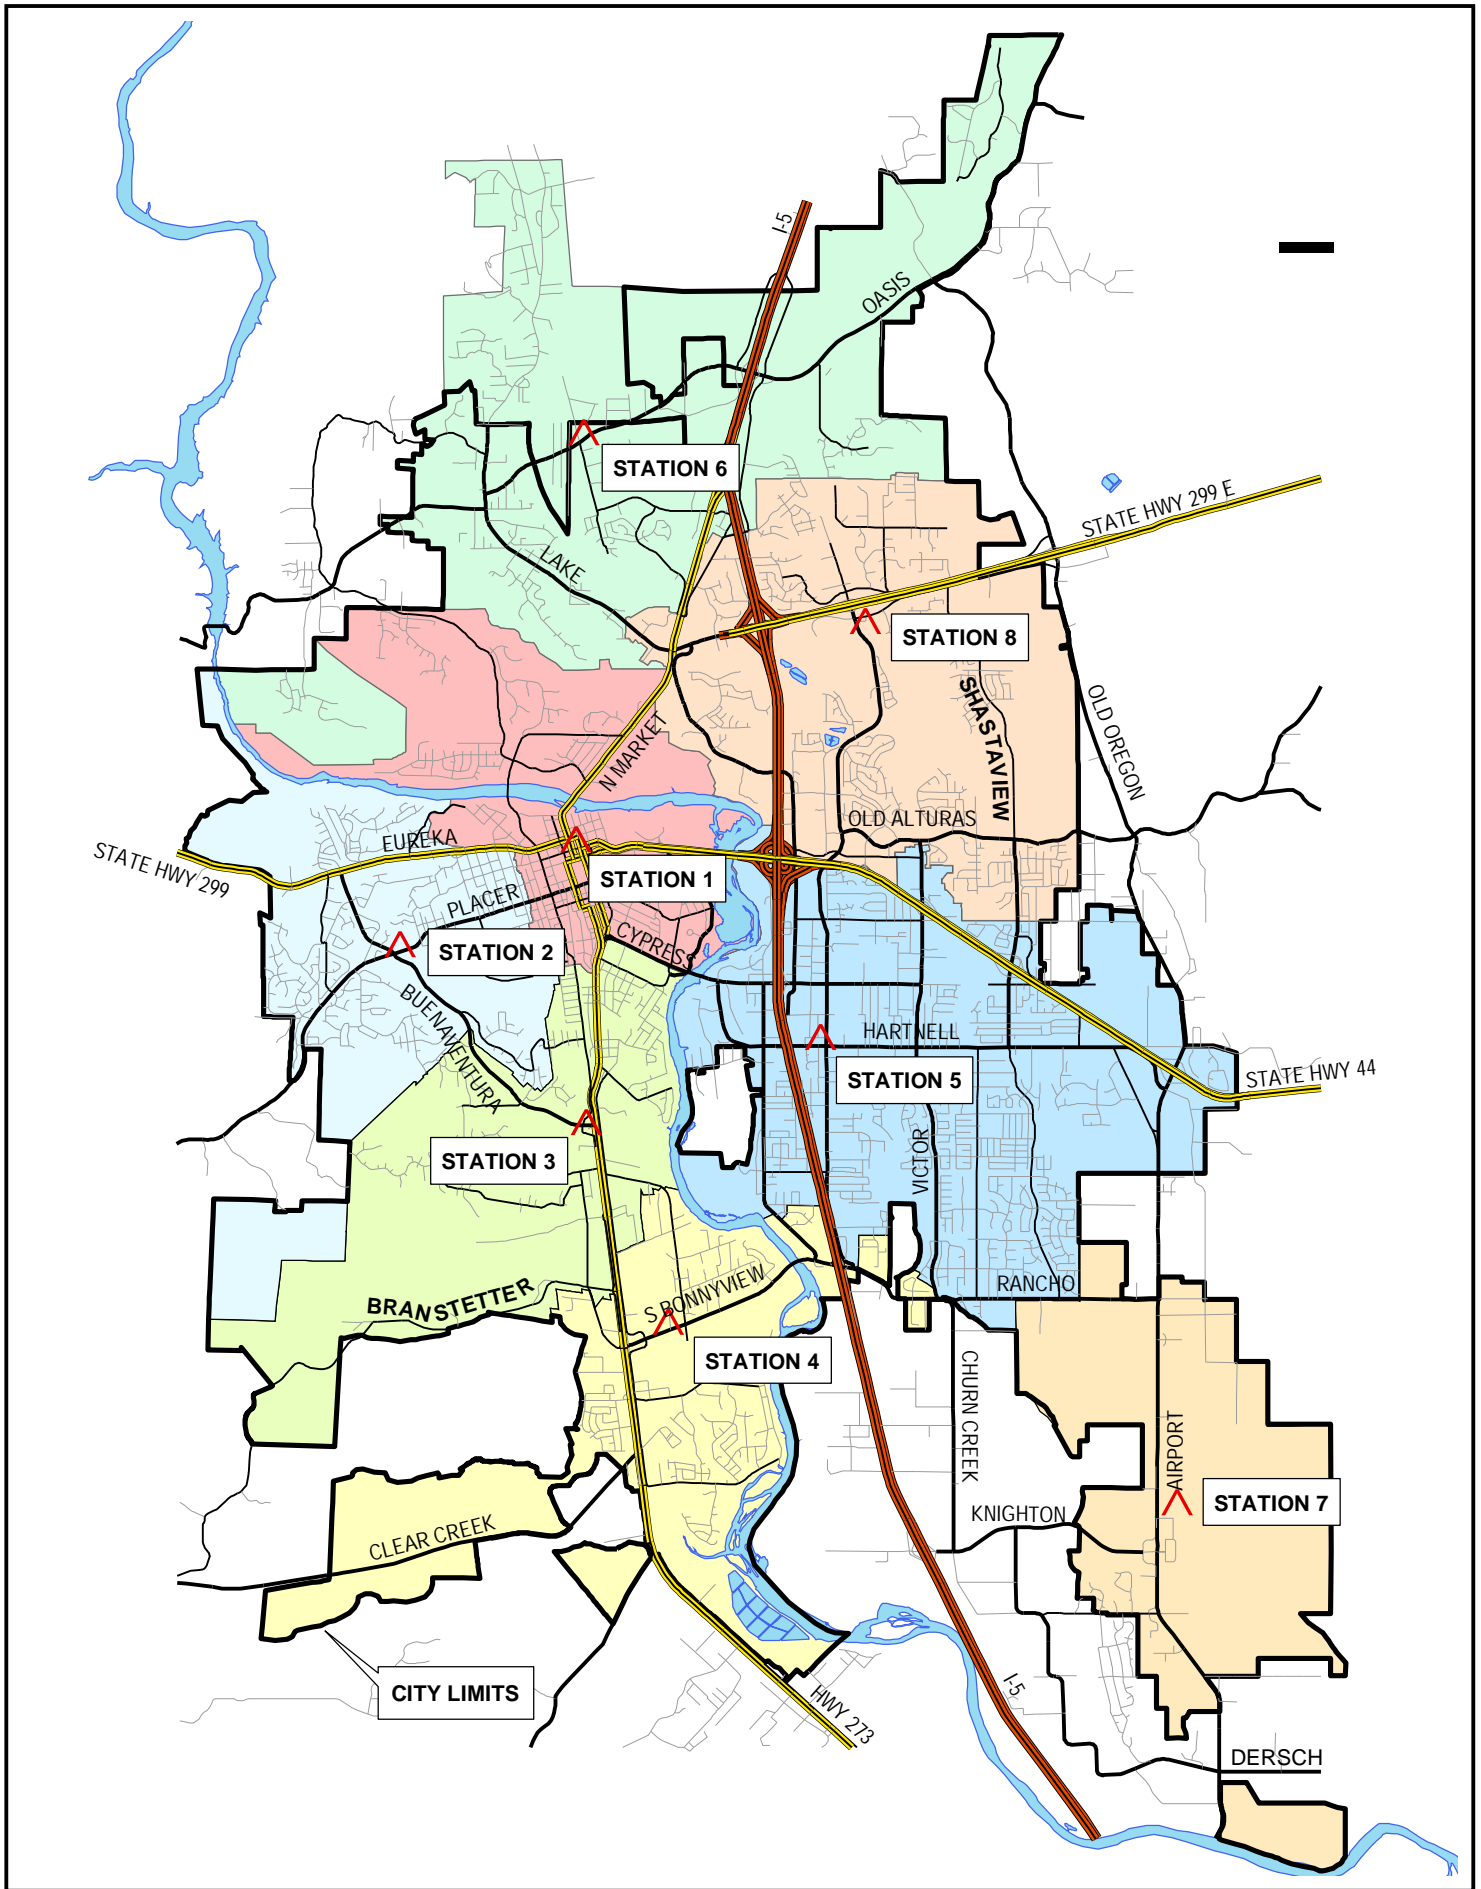 I-5
OASIS
STATION 6
STATE HWY 299 E
LAKE
STATION 8
SHASTAVIEW
OLD OREGON
N MARKET
OLD ALTURAS
EUREKA
STATE HWY 299
STATION 1
PLACER
CYPRESS
STATION 2
BUENAVENTURA
HARTNELL
STATION 5
STATE HWY 44
VICTOR
STATION 3
RANCHO
BRANSTETTER
S BONNYVIEW
STATION 4
CHURN CREEK
AIRPORT
STATION 7
KNIGHTON
CLEAR CREEK
CITY LIMITS
I-5
HWY 273
DERSCH